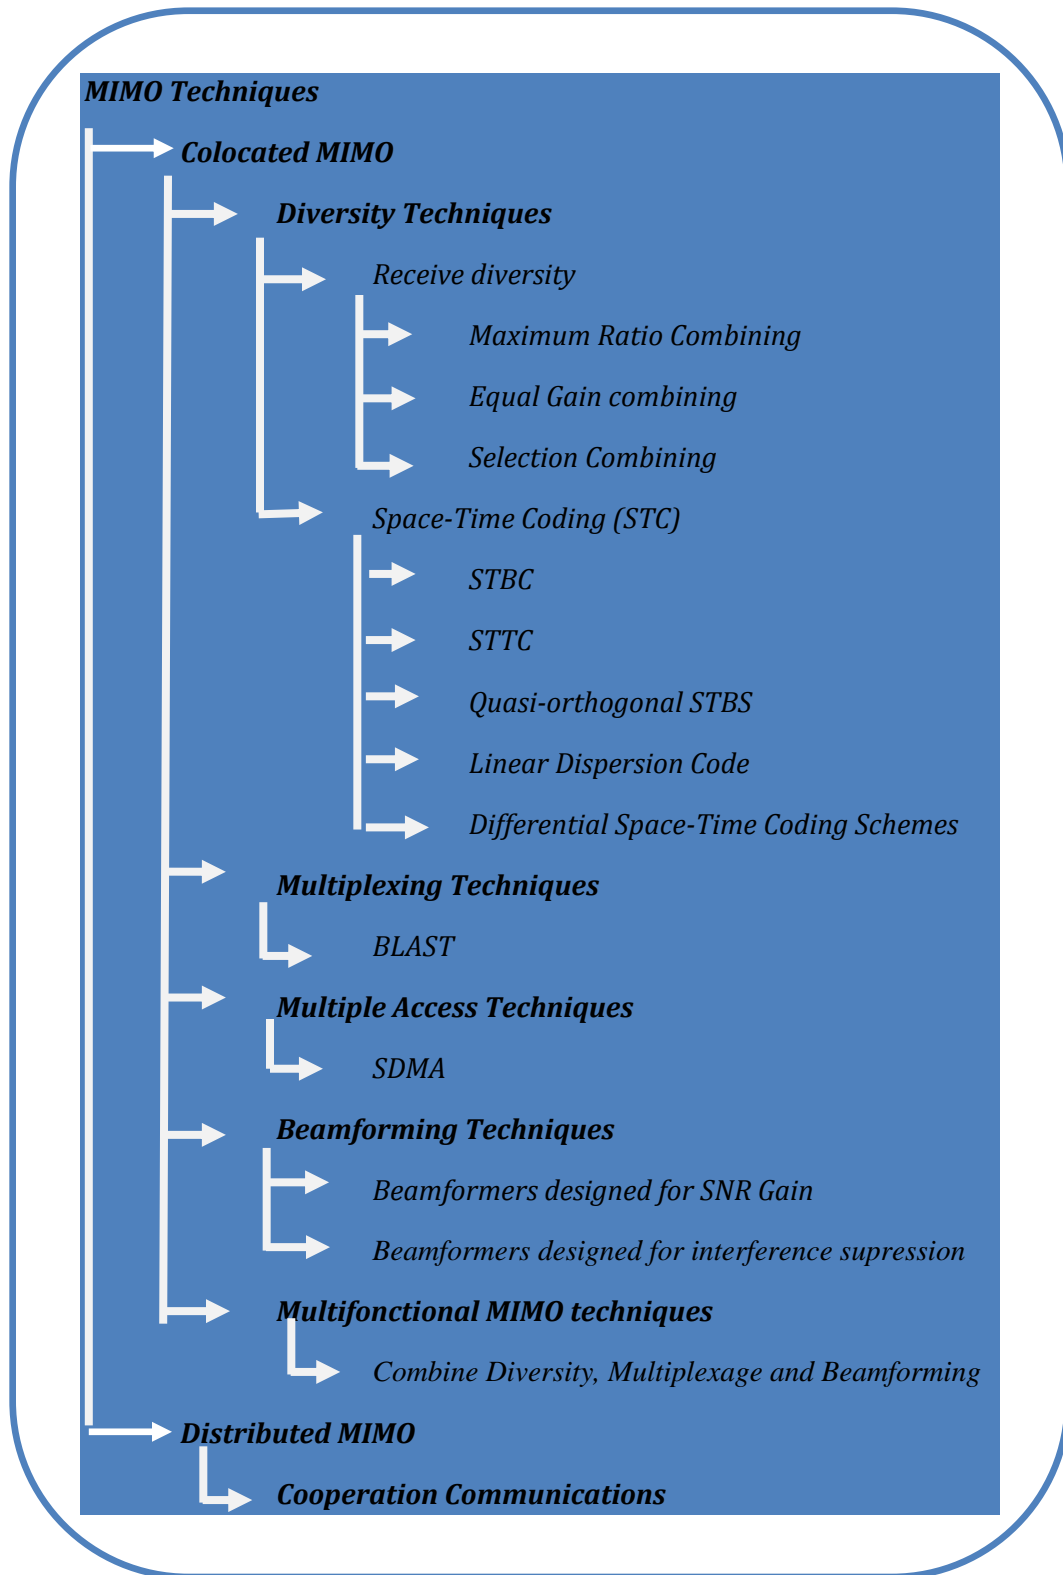 MIMO Techniques
Colocated MIMO
Diversity Techniques
Receive diversity
Maximum Ratio Combining
Equal Gain combining
Selection Combining
Space-Time Coding (STC)
STBC
STTC
Quasi-orthogonal STBS
Linear Dispersion Code
Differential Space-Time Coding Schemes
Multiplexing Techniques
BLAST
Multiple Access Techniques
SDMA
Beamforming Techniques
Beamformers designed for SNR Gain
Beamformers designed for interference supression
Multifonctional MIMO techniques
Combine Diversity, Multiplexage and Beamforming
Distributed MIMO
Cooperation Communications